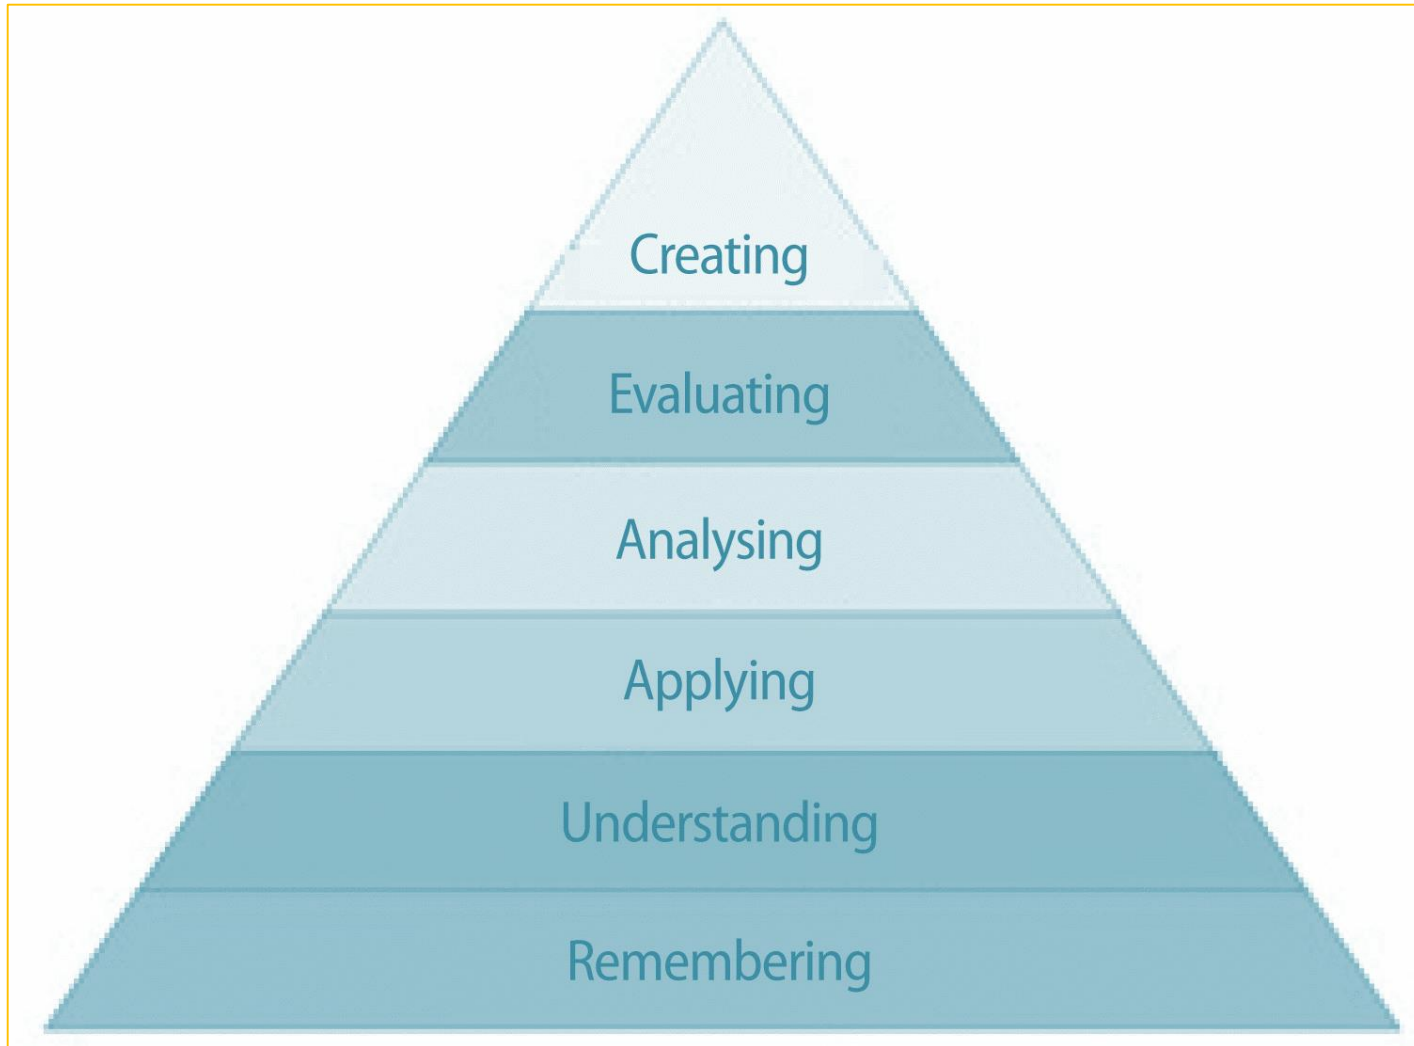 Creating
Evaluating
Analysing
Applying
Understanding
Remembering